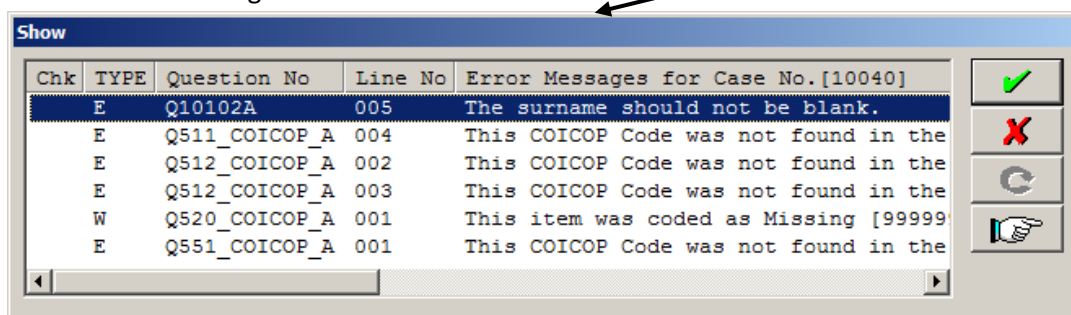 Show
Chk TYPE Question No Line No Error Messages for Case No.[10040]
E Q10102A 005 The surname should not be blank.
E Q511_COICOP_A 004 This COICOP Code was not found in the
E Q512_COICOP_A 002 This COICOP Code was not found in the
E Q512_COICOP_A 003 This COICOP Code was not found in the
W Q520_COICOP_A 001 This item was coded as Missing [999999
E Q551_COICOP_A 001 This COICOP Code was not found in the